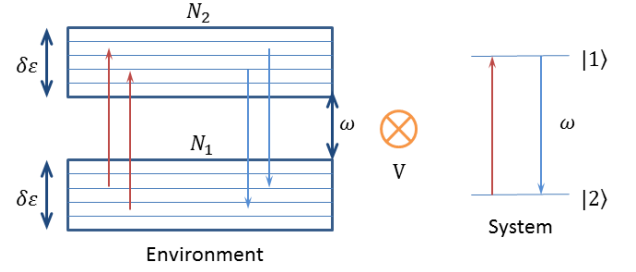 N₂
δε
|1⟩
N₁
ω
ω
V
δε
|2⟩
System
Environment